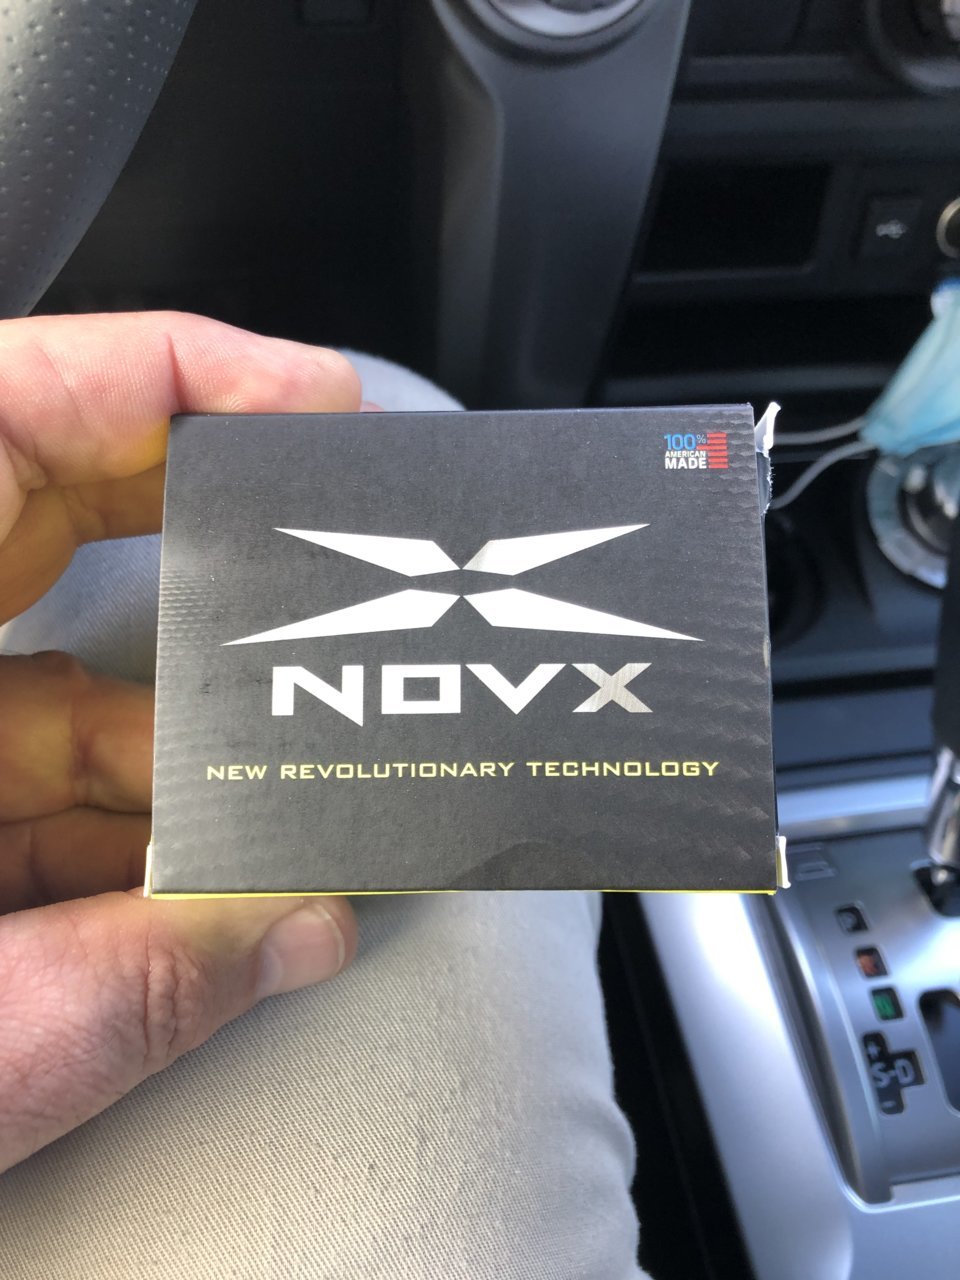 100%
AMERICAN
MADE
NOVX
NEW REVOLUTIONARY TECHNOLOGY
+
S-D
-